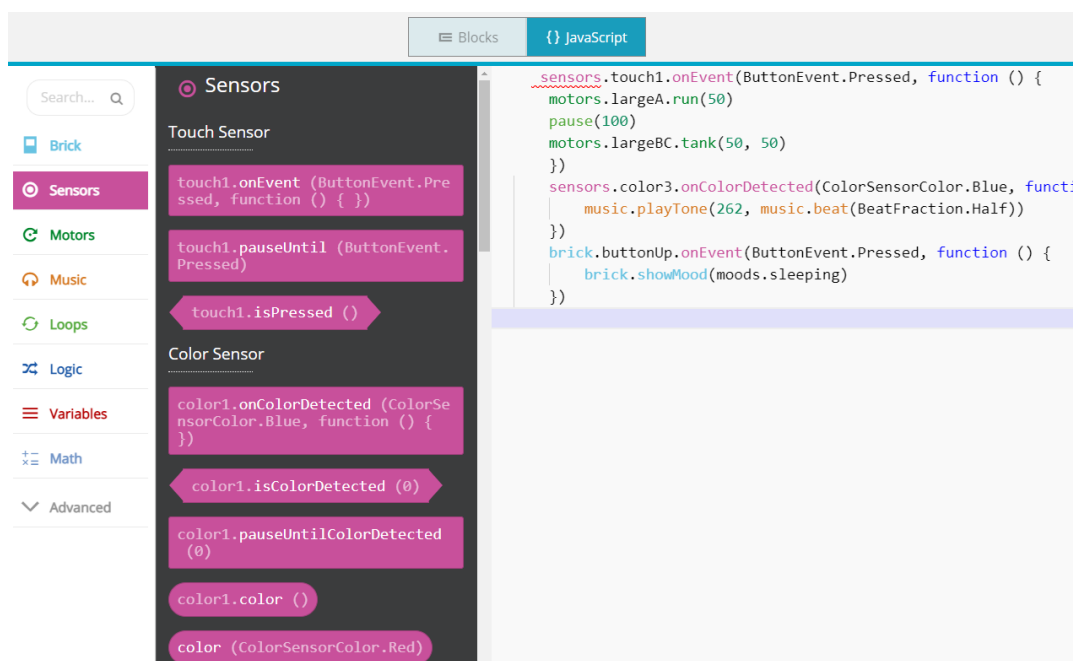 Blocks
{} JavaScript
Search...
Brick
Sensors
Motors
Music
Loops
Logic
Variables
Math
Advanced
Sensors
Touch Sensor
touch1.onEvent (ButtonEvent.Pre
ssed, function () { })
touch1.pauseUntil (ButtonEvent.
Pressed)
touch1.isPressed ()
Color Sensor
color1.onColorDetected (ColorSe
nsorColor.Blue, function () {
})
color1.isColorDetected (0)
color1.pauseUntilColorDetected
(0)
color1.color ()
color (ColorSensorColor.Red)
sensors.touch1.onEvent(ButtonEvent.Pressed, function () {
motors.largeA.run(50)
pause(100)
motors.largeBC.tank(50, 50)
})
sensors.color3.onColorDetected(ColorSensorColor.Blue, functi
music.playTone(262, music.beat(BeatFraction.Half))
})
brick.buttonUp.onEvent(ButtonEvent.Pressed, function () {
brick.showMood(moods.sleeping)
})